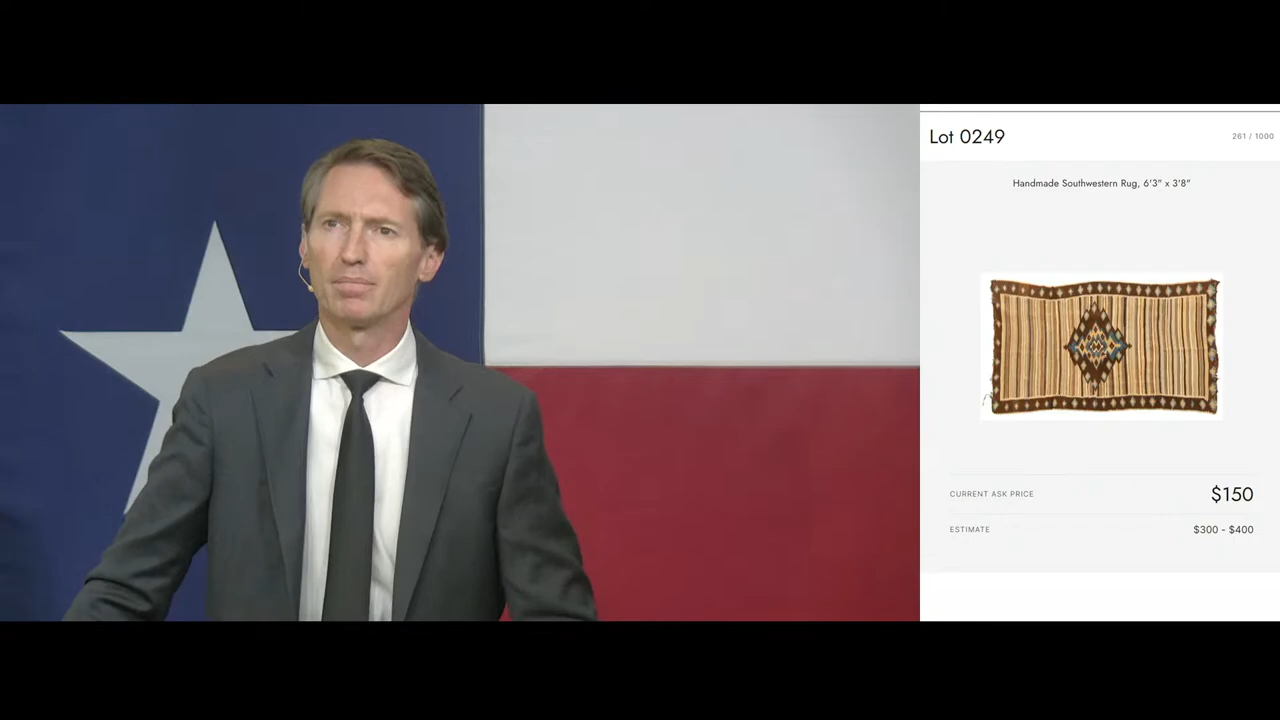 Lot 0249
261 / 1000
Handmade Southwestern Rug, 6'3" x 3'8"
CURRENT ASK PRICE
$150
ESTIMATE
$300 - $400